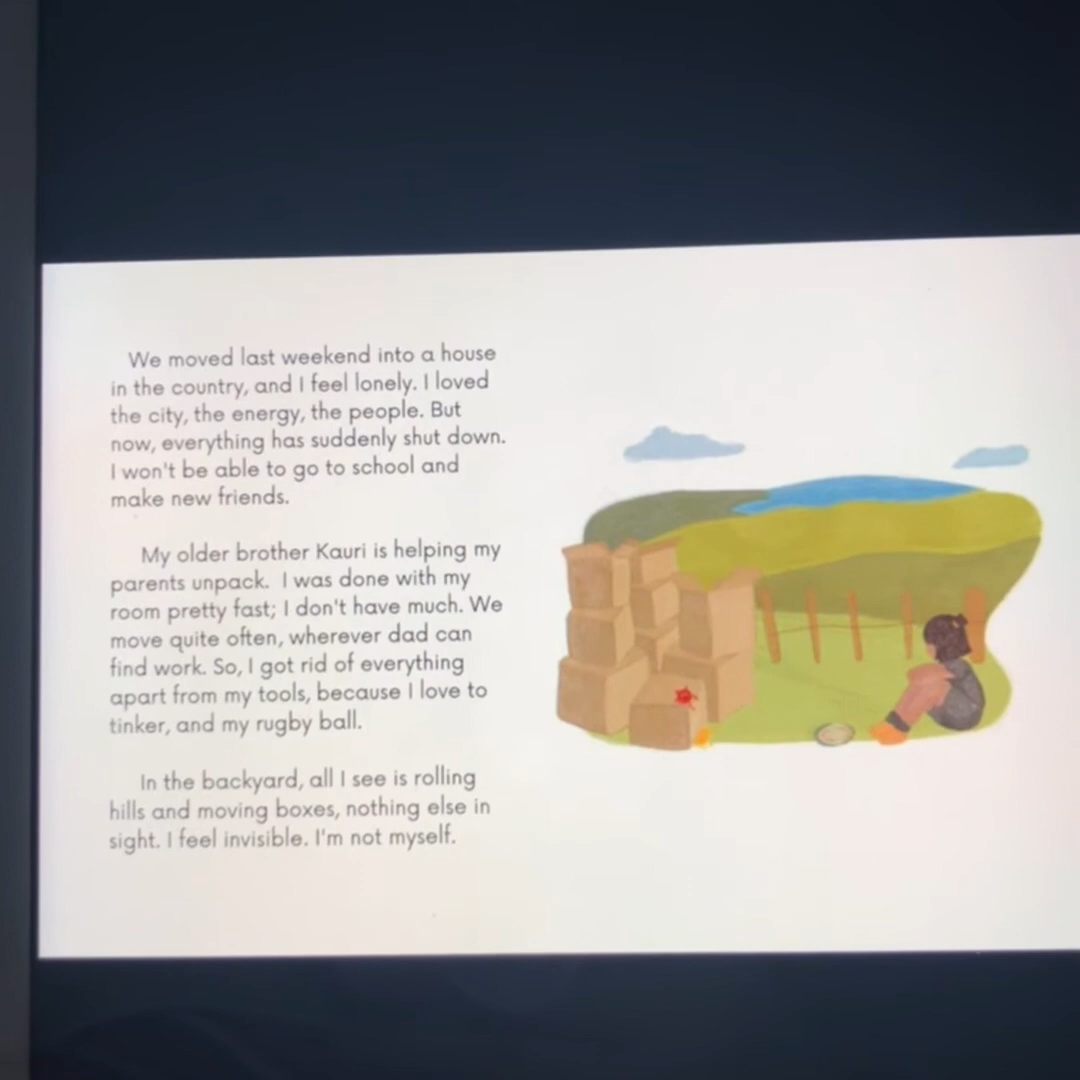 We moved last weekend into a house
in the country, and I feel lonely. I loved
the city, the energy, the people. But
now, everything has suddenly shut down.
I won't be able to go to school and
make new friends.
My older brother Kauri is helping my
parents unpack. I was done with my
room pretty fast; I don't have much. We
move quite often, wherever dad can
find work. So, I got rid of everything
apart from my tools, because I love to
tinker, and my rugby ball.
In the backyard, all I see is rolling
hills and moving boxes, nothing else in
sight. I feel invisible. I'm not myself.